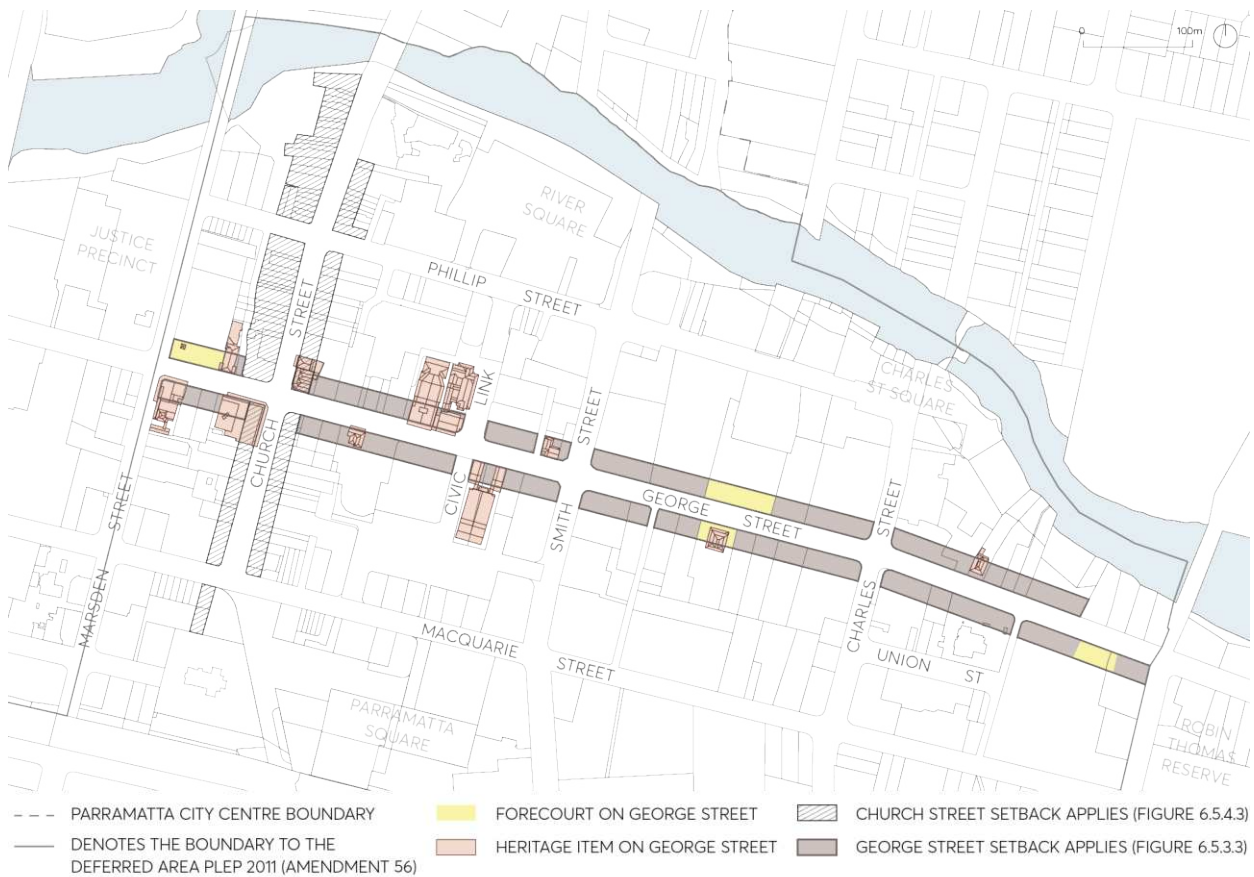 0 100m
RIVER
SQUARE
JUSTICE
PRECINCT
PHILLIP STREET
STREET
CHARLES
ST SQUARE
LINK
STREET
CHURCH
GEORGE STREET
STREET
CIVIC
SMITH
MARSDEN STREET
CHARLES
MACQUARIE STREET
UNION ST
PARRAMATTA
SQUARE
ROBIN
THOMAS
RESERVE
PARRAMATTA CITY CENTRE BOUNDARY
DENOTES THE BOUNDARY TO THE
DEFERRED AREA PLEP 2011 (AMENDMENT 56)
FORECOURT ON GEORGE STREET
HERITAGE ITEM ON GEORGE STREET
CHURCH STREET SETBACK APPLIES (FIGURE 6.5.4.3)
GEORGE STREET SETBACK APPLIES (FIGURE 6.5.3.3)